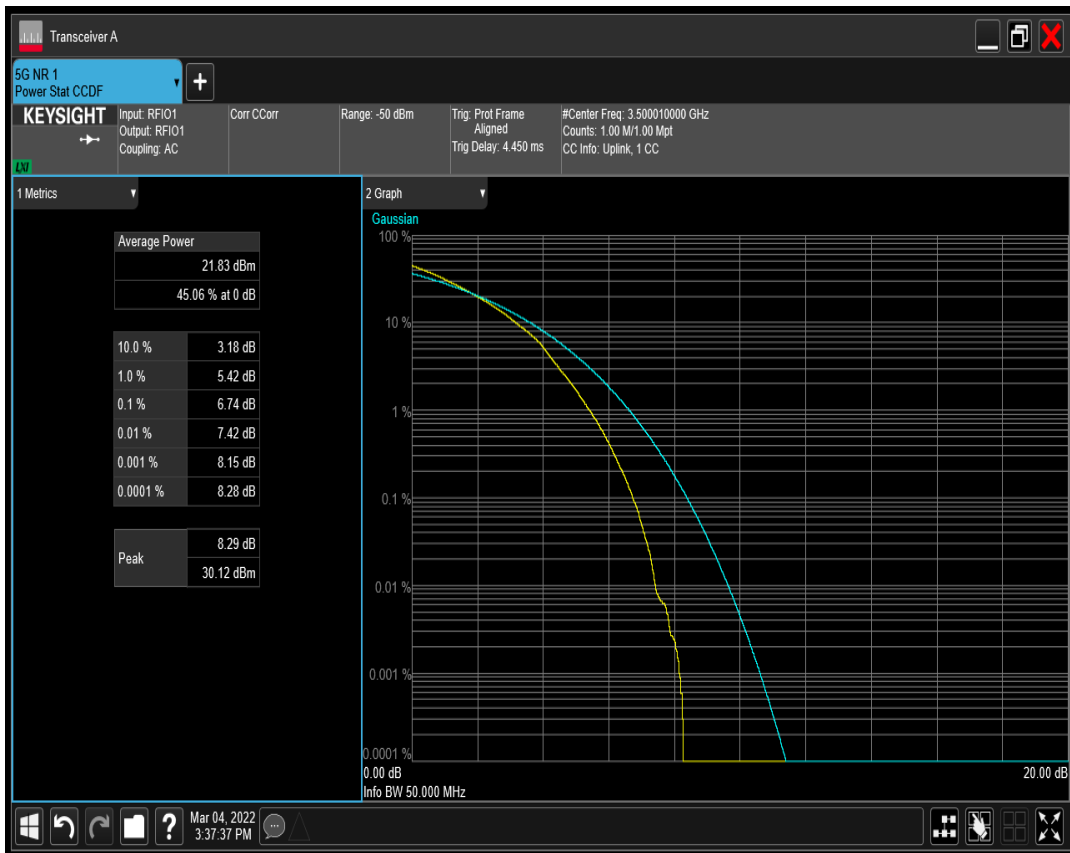 Transceiver A
5G NR 1
Power Stat CCDF
+
KEYSIGHT
LXI
Input: RFIO1
Output: RFIO1
Coupling: AC
Corr CCorr
Range: -50 dBm
Trig: Prot Frame
Aligned
Trig Delay: 4.450 ms
#Center Freq: 3.500010000 GHz
Counts: 1.00 M/1.00 Mpt
CC Info: Uplink, 1 CC
1 Metrics
Average Power
21.83 dBm
45.06 % at 0 dB
10.0 % 3.18 dB
1.0 % 5.42 dB
0.1 % 6.74 dB
0.01 % 7.42 dB
0.001 % 8.15 dB
0.0001 % 8.28 dB
Peak
8.29 dB
30.12 dBm
2 Graph
Gaussian
100 %
10 %
1 %
0.1 %
0.01 %
0.001 %
0.0001 %
0.00 dB 20.00 dB
Info BW 50.000 MHz
?
Mar 04, 2022
3:37:37 PM